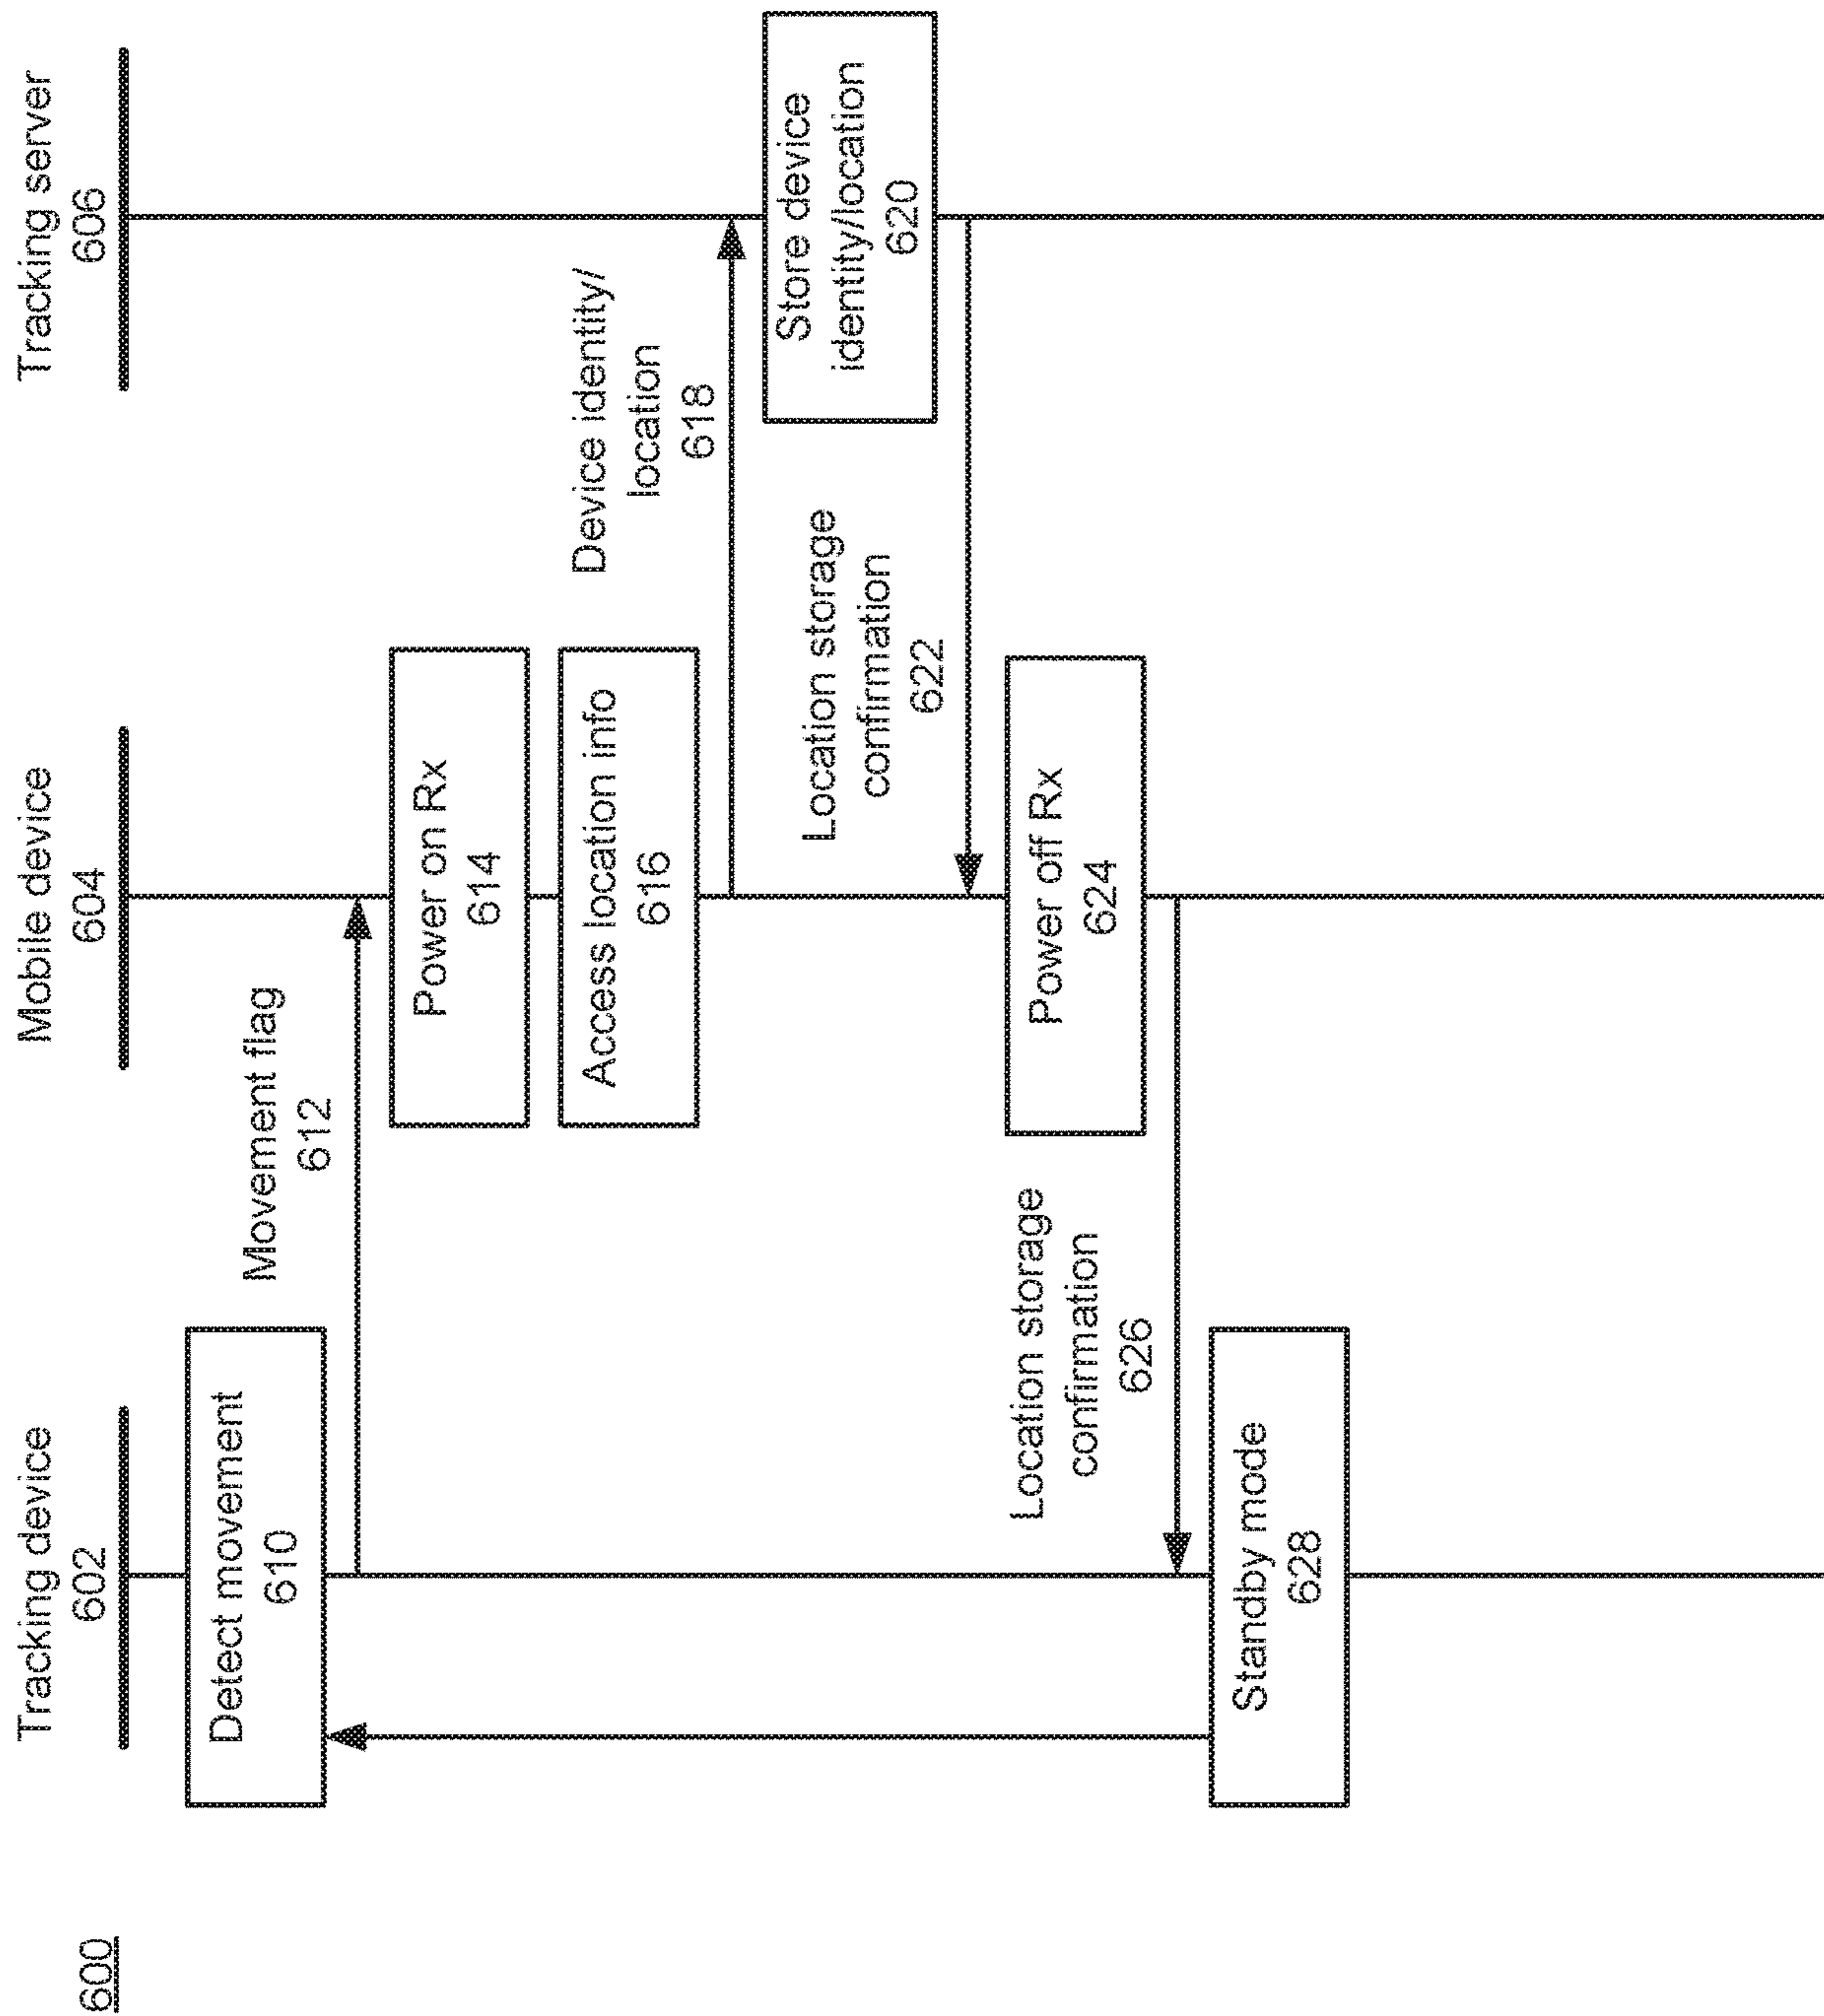 600
Tracking device
602
Mobile device
604
Tracking server
606
Detect movement
610
Movement flag
612
Power on Rx
614
Access location info
616
Device identity/
location
618
Store device
identity/location
620
Location storage
confirmation
622
Power off Rx
624
Location storage
confirmation
626
Standby mode
628